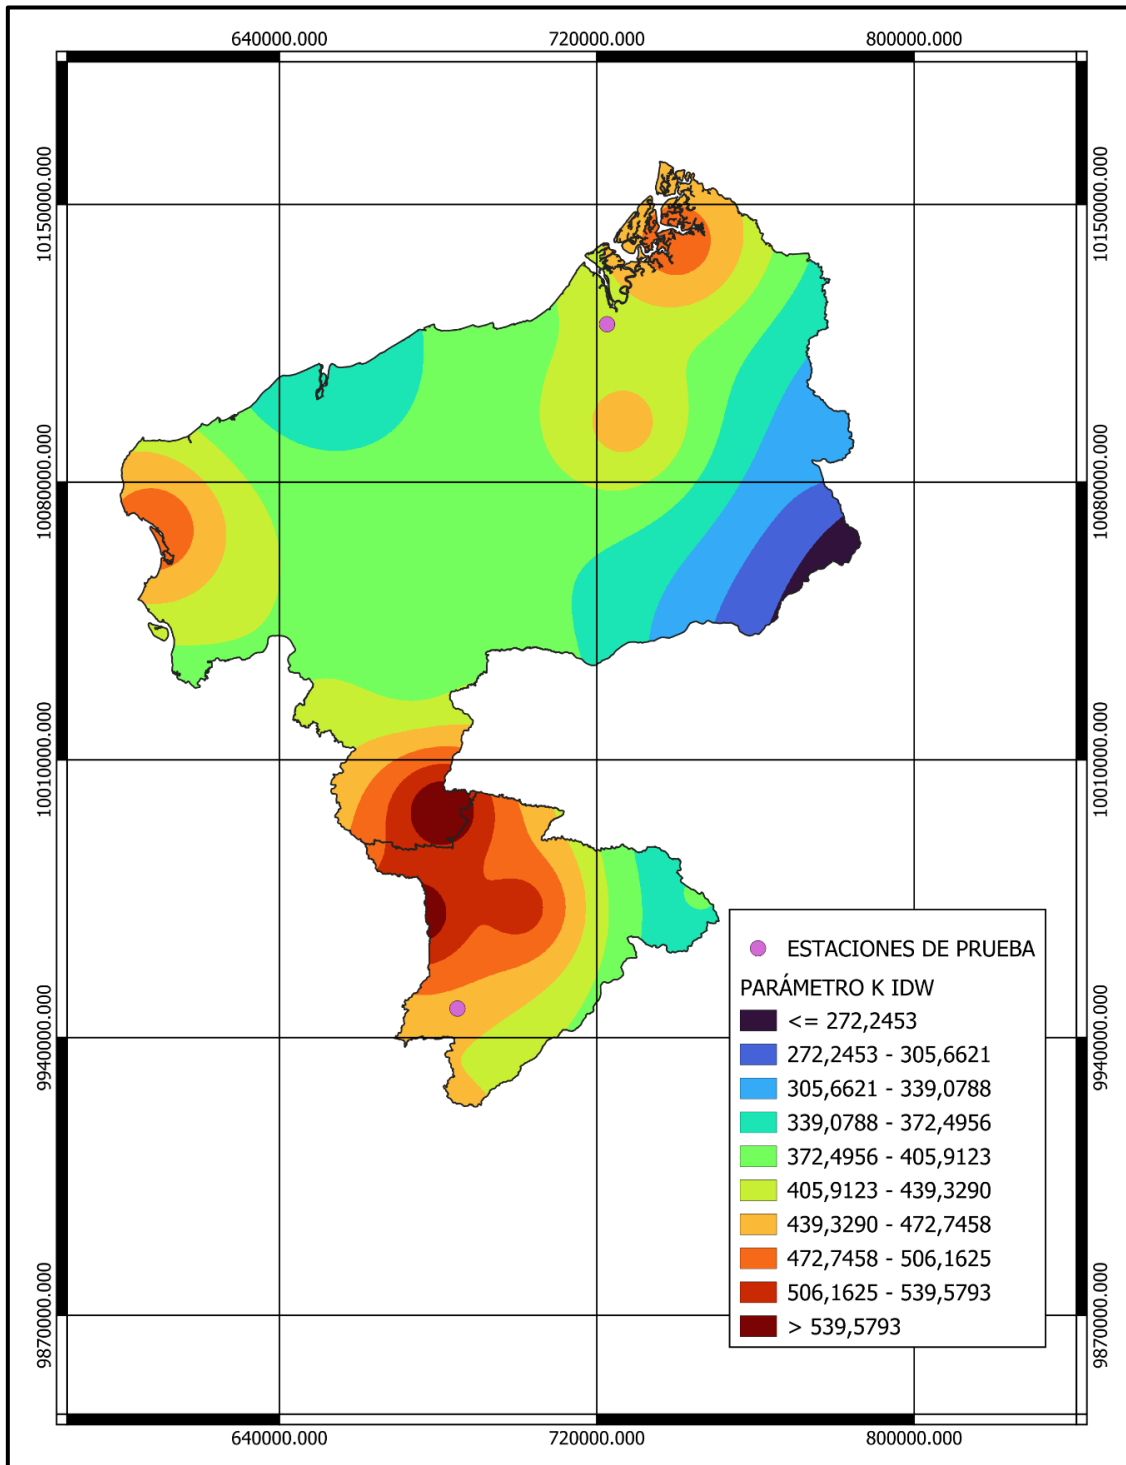 640000.000 720000.000 800000.000
10150000.000 10150000.000
10080000.000 10080000.000
10010000.000 10010000.000
9940000.000 9940000.000
9870000.000 9870000.000
ESTACIONES DE PRUEBA
PARÁMETRO K IDW
<= 272,2453
272,2453 - 305,6621
305,6621 - 339,0788
339,0788 - 372,4956
372,4956 - 405,9123
405,9123 - 439,3290
439,3290 - 472,7458
472,7458 - 506,1625
506,1625 - 539,5793
> 539,5793
640000.000 720000.000 800000.000